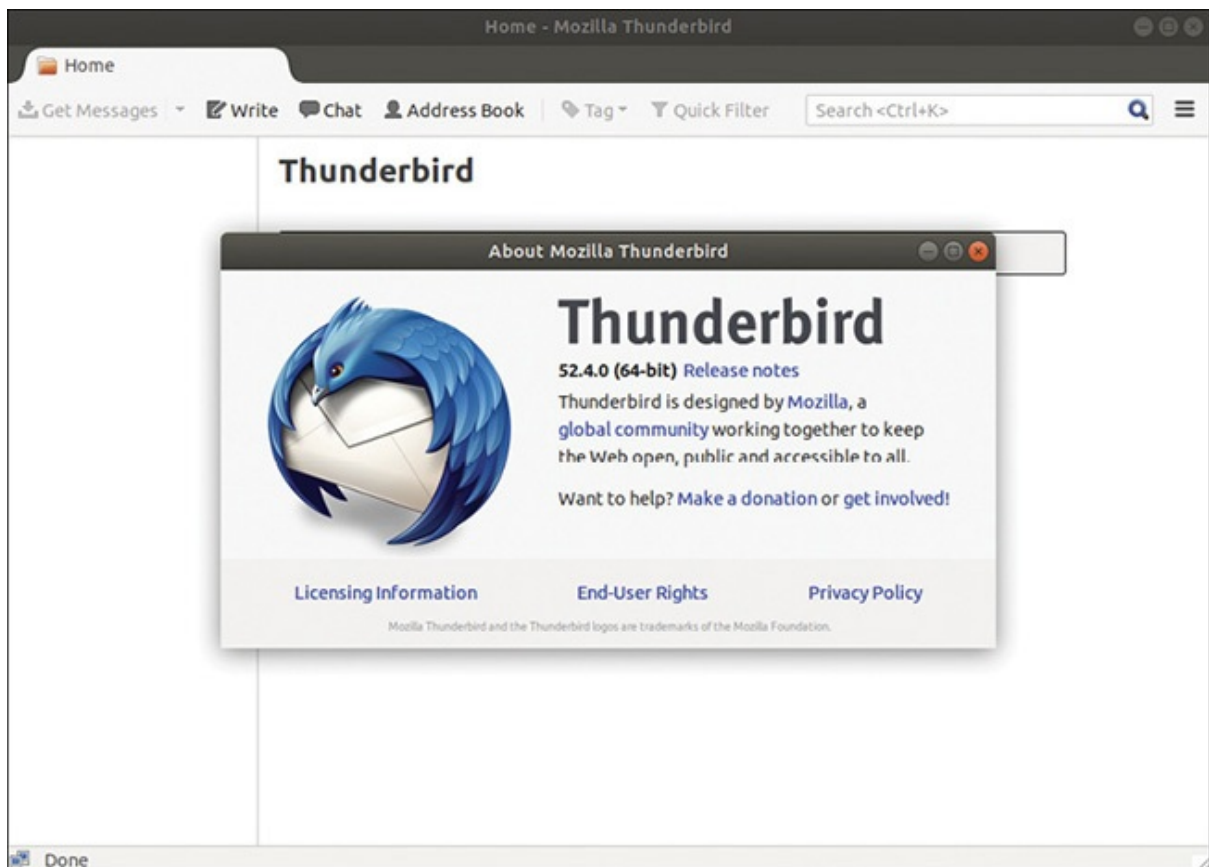 Home - Mozilla Thunderbird
Home
Get Messages Write Chat Address Book Tag Quick Filter Search <Ctrl+K>
Thunderbird
About Mozilla Thunderbird
Thunderbird
52.4.0 (64-bit) Release notes
Thunderbird is designed by Mozilla, a
global community working together to keep
the Web open, public and accessible to all.
Want to help? Make a donation or get involved!
Licensing Information End-User Rights Privacy Policy
Mozilla Thunderbird and the Thunderbird logos are trademarks of the Mozilla Foundation.
Done